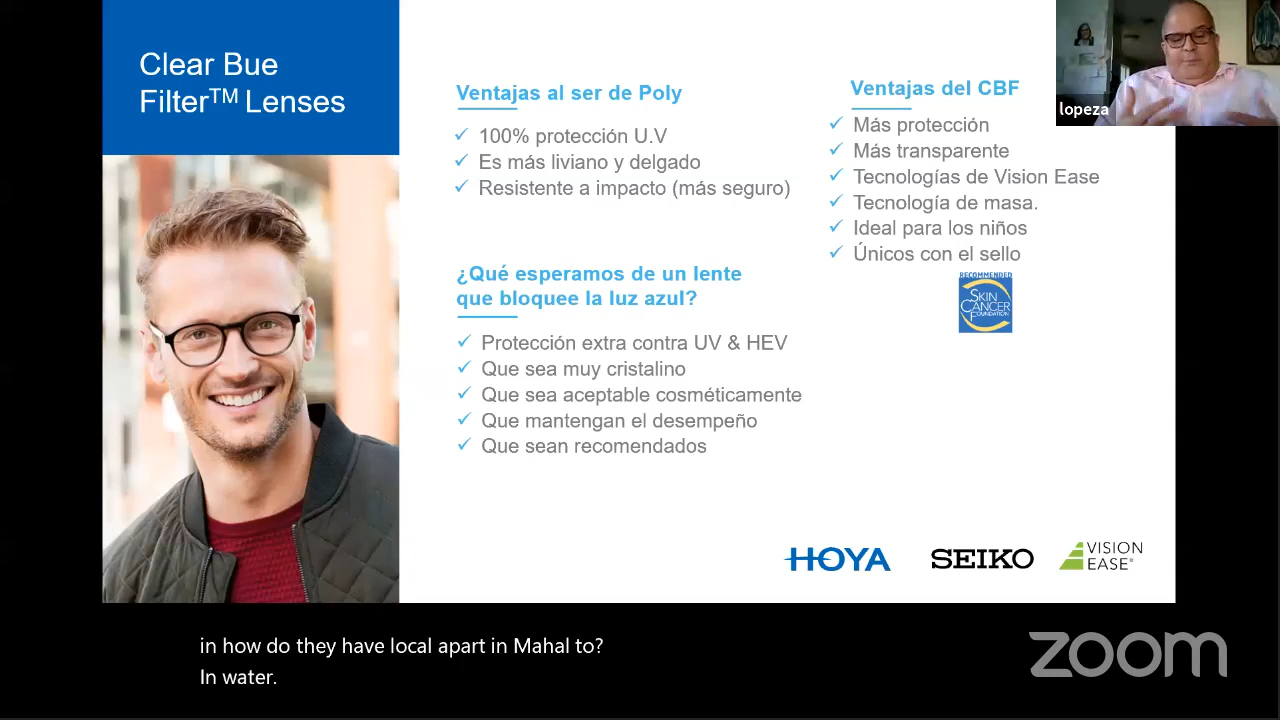 Clear Bue
Filter™ Lenses
Ventajas al ser de Poly
100% protección U.V
Es más liviano y delgado
Resistente a impacto (más seguro)
¿Qué esperamos de un lente
que bloquee la luz azul?
Protección extra contra UV & HEV
Que sea muy cristalino
Que sea aceptable cosméticamente
Que mantengan el desempeño
Que sean recomendados
Ventajas del CBF
Más protección
Más transparente
Tecnologías de Vision Ease
Tecnología de masa.
Ideal para los niños
Únicos con el sello
RECOMMENDED
SKIN
CANCER
FOUNDATION
lopeza
HOYA
SEIKO
VISION
EASE®
in how do they have local apart in Mahal to?
In water.
zoom